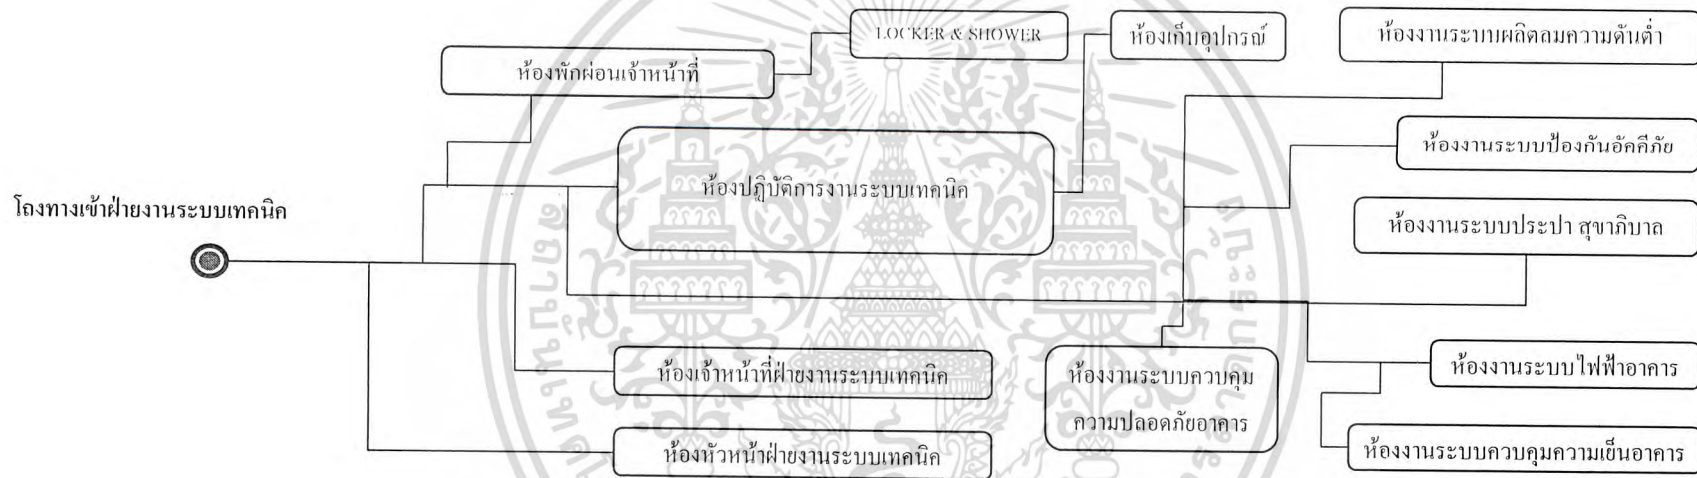 LOCKER & SHOWER
ห้องเก็บอุปกรณ์
ห้องงานระบบผลิตลมความดันต่ำ
ห้องพักผ่อนเจ้าหน้าที่
ห้องงานระบบป้องกันอัคคีภัย
ห้องปฏิบัติการงานระบบเทคนิค
โถงทางเข้าฝ่ายงานระบบเทคนิค
ห้องงานระบบประปา สุขาภิบาล
ห้องเจ้าหน้าที่ฝ่ายงานระบบเทคนิค
ห้องงานระบบควบคุม
ความปลอดภัยอาคาร
ห้องงานระบบไฟฟ้าอาคาร
ห้องหัวหน้าฝ่ายงานระบบเทคนิค
ห้องงานระบบควบคุมความเย็นอาคาร